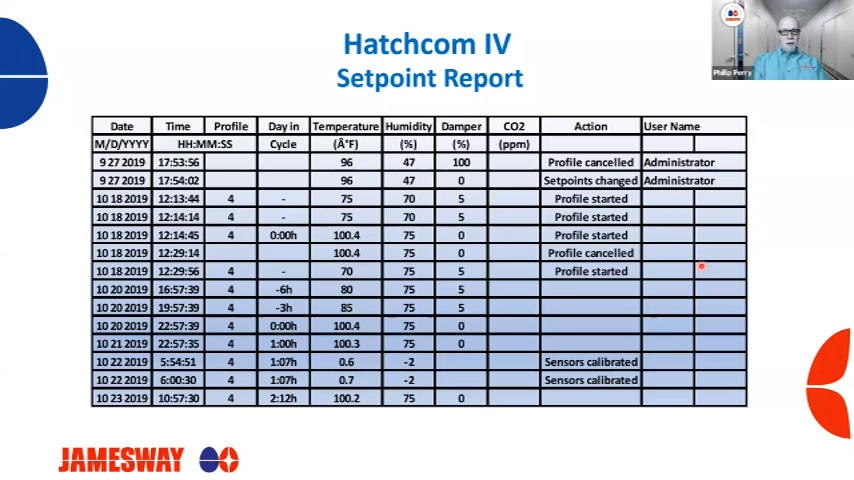 JAMESWAY
Philip Perry
Hatchcom IV
Setpoint Report
Date Time Profile Day in Temperature Humidity Damper CO2 Action User Name
M/D/YYYY HH:MM:SS Cycle (Â°F) (%) (%) (ppm)
9 27 2019 17:53:56 96 47 100 Profile cancelled Administrator
9 27 2019 17:54:02 96 47 0 Setpoints changed Administrator
10 18 2019 12:13:44 4 - 75 70 5 Profile started
10 18 2019 12:14:14 4 - 75 70 5 Profile started
10 18 2019 12:14:45 4 0:00h 100.4 75 0 Profile started
10 18 2019 12:29:14 100.4 75 0 Profile cancelled
10 18 2019 12:29:56 4 - 70 75 5 Profile started
10 20 2019 16:57:39 4 -6h 80 75 5
10 20 2019 19:57:39 4 -3h 85 75 5
10 20 2019 22:57:39 4 0:00h 100.4 75 0
10 21 2019 22:57:35 4 1:00h 100.3 75 0
10 22 2019 5:54:51 4 1:07h 0.6 -2 Sensors calibrated
10 22 2019 6:00:30 4 1:07h 0.7 -2 Sensors calibrated
10 23 2019 10:57:30 4 2:12h 100.2 75 0
JAMESWAY